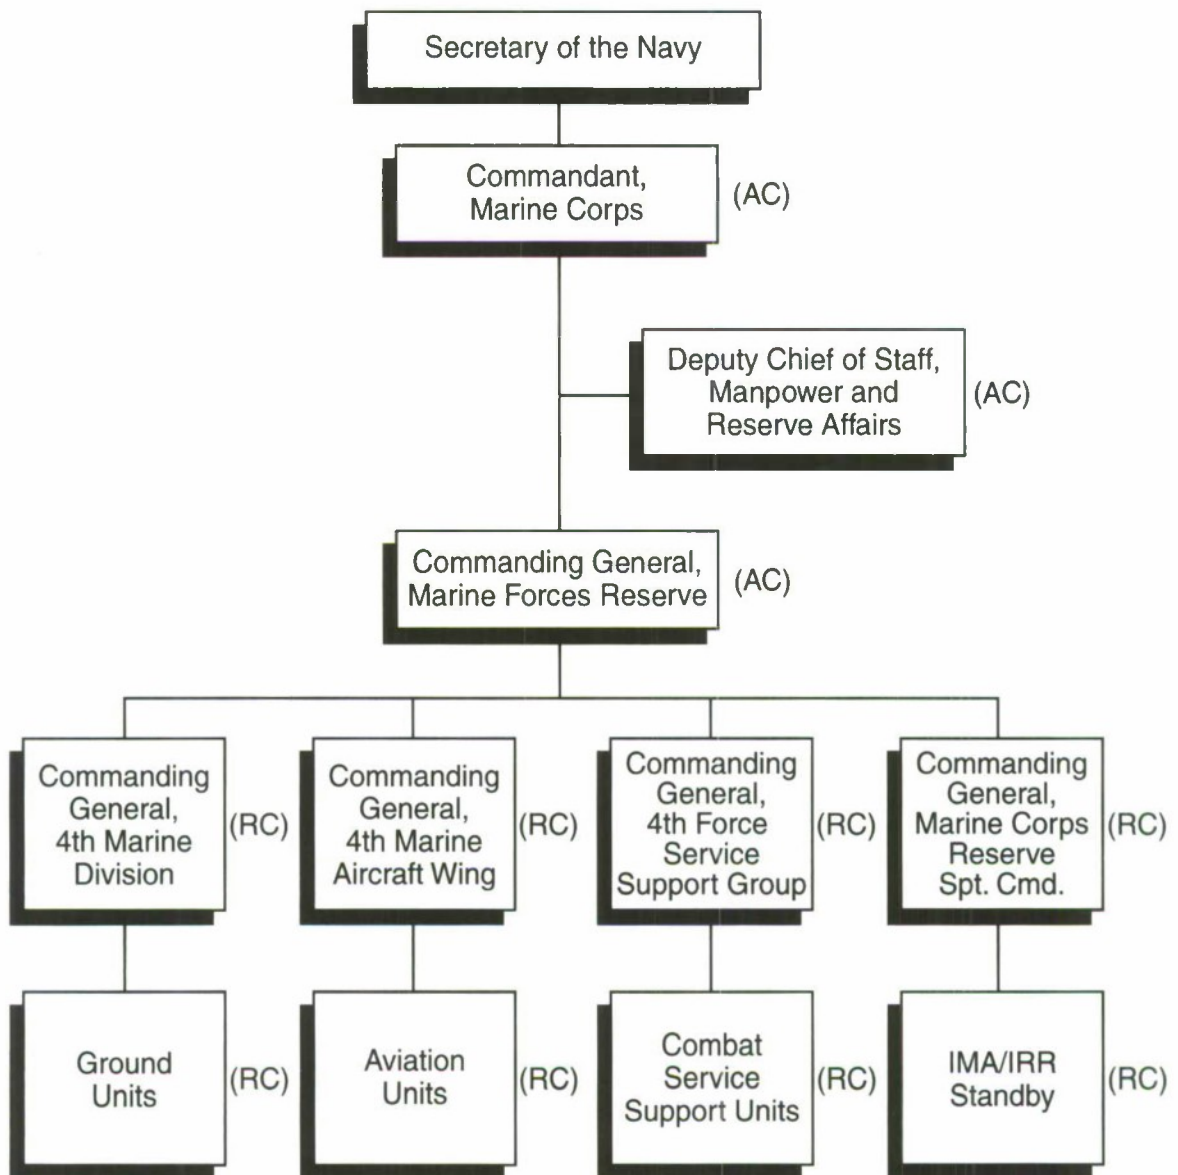 Secretary of the Navy
Commandant,
Marine Corps
(AC)
Deputy Chief of Staff,
Manpower and
Reserve Affairs
(AC)
Commanding General,
Marine Forces Reserve
(AC)
Commanding
General,
4th Marine
Division
(RC)
Commanding
General,
4th Marine
Aircraft Wing
(RC)
Commanding
General,
4th Force
Service
Support Group
(RC)
Commanding
General,
Marine Corps
Reserve
Spt. Cmd.
(RC)
Ground
Units
(RC)
Aviation
Units
(RC)
Combat
Service
Support Units
(RC)
IMA/IRR
Standby
(RC)